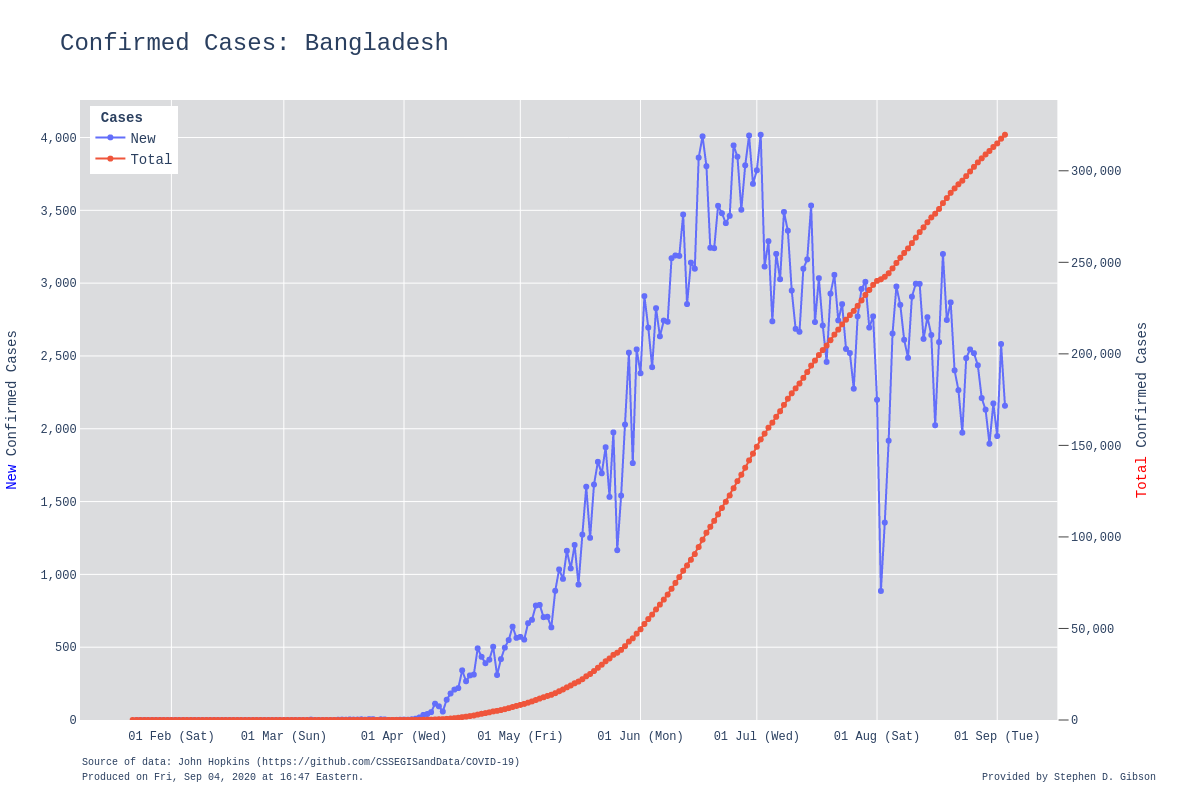 Confirmed Cases: Bangladesh
Cases
New
Total
4,000
3,500
3,000
2,500
2,000
1,500
1,000
500
0
New Confirmed Cases
300,000
250,000
200,000
150,000
100,000
50,000
0
Total Confirmed Cases
01 Feb (Sat) 01 Mar (Sun) 01 Apr (Wed) 01 May (Fri) 01 Jun (Mon) 01 Jul (Wed) 01 Aug (Sat) 01 Sep (Tue)
Source of data: John Hopkins (https://github.com/CSSEGISandData/COVID-19)
Produced on Fri, Sep 04, 2020 at 16:47 Eastern.
Provided by Stephen D. Gibson